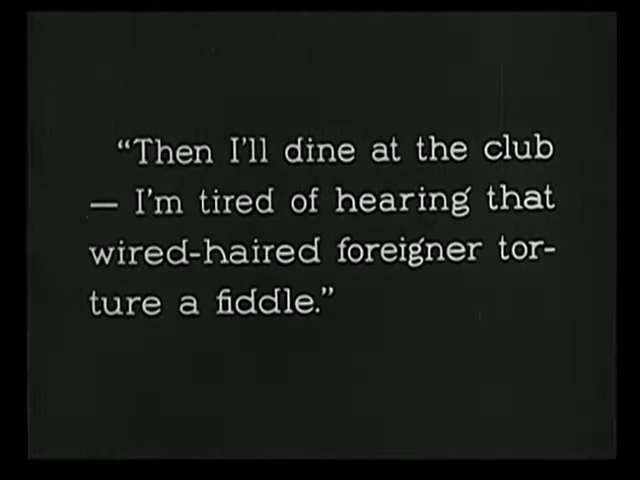 “Then I’ll dine at the club
— I’m tired of hearing that
wired-haired foreigner tor-
ture a fiddle.”